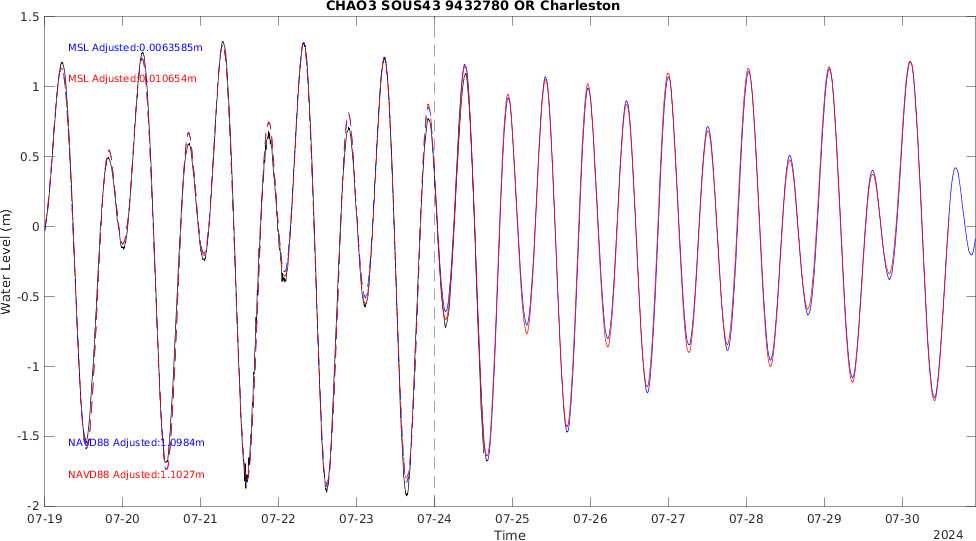 CHAO3 SOUS43 9432780 OR Charleston
1.5
MSL Adjusted:0.0063585m
MSL Adjusted:0.010654m
1
0.5
0
-0.5
-1
-1.5
-2
Water Level (m)
NAVD88 Adjusted:1.0984m
NAVD88 Adjusted:1.1027m
07-19 07-20 07-21 07-22 07-23 07-24 07-25 07-26 07-27 07-28 07-29 07-30
Time
2024